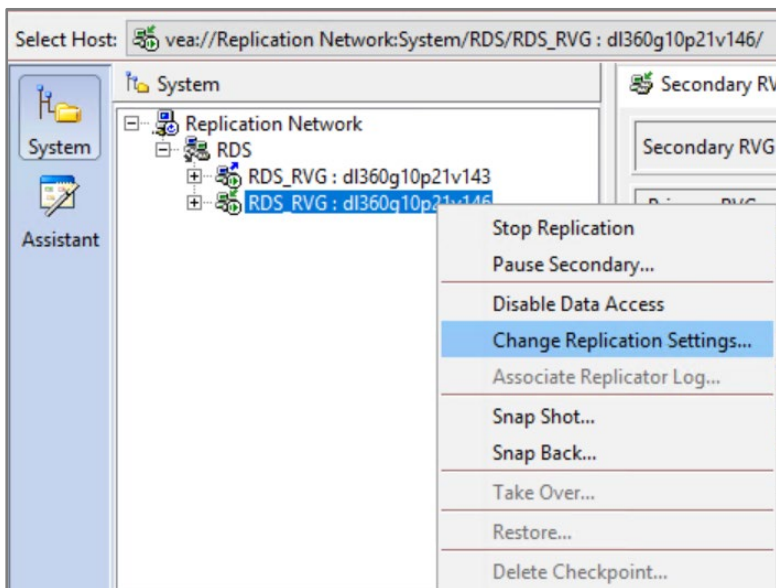 Select Host: vea://Replication Network:System/RDS/RDS_RVG : dl360g10p21v146/
System
Assistant
System
Replication Network
RDS
RDS_RVG : dl360g10p21v143
RDS_RVG : dl360g10p21v146
Secondary RV
Secondary RVG
Stop Replication
Pause Secondary...
Disable Data Access
Change Replication Settings...
Associate Replicator Log...
Snap Shot...
Snap Back...
Take Over...
Restore...
Delete Checkpoint...